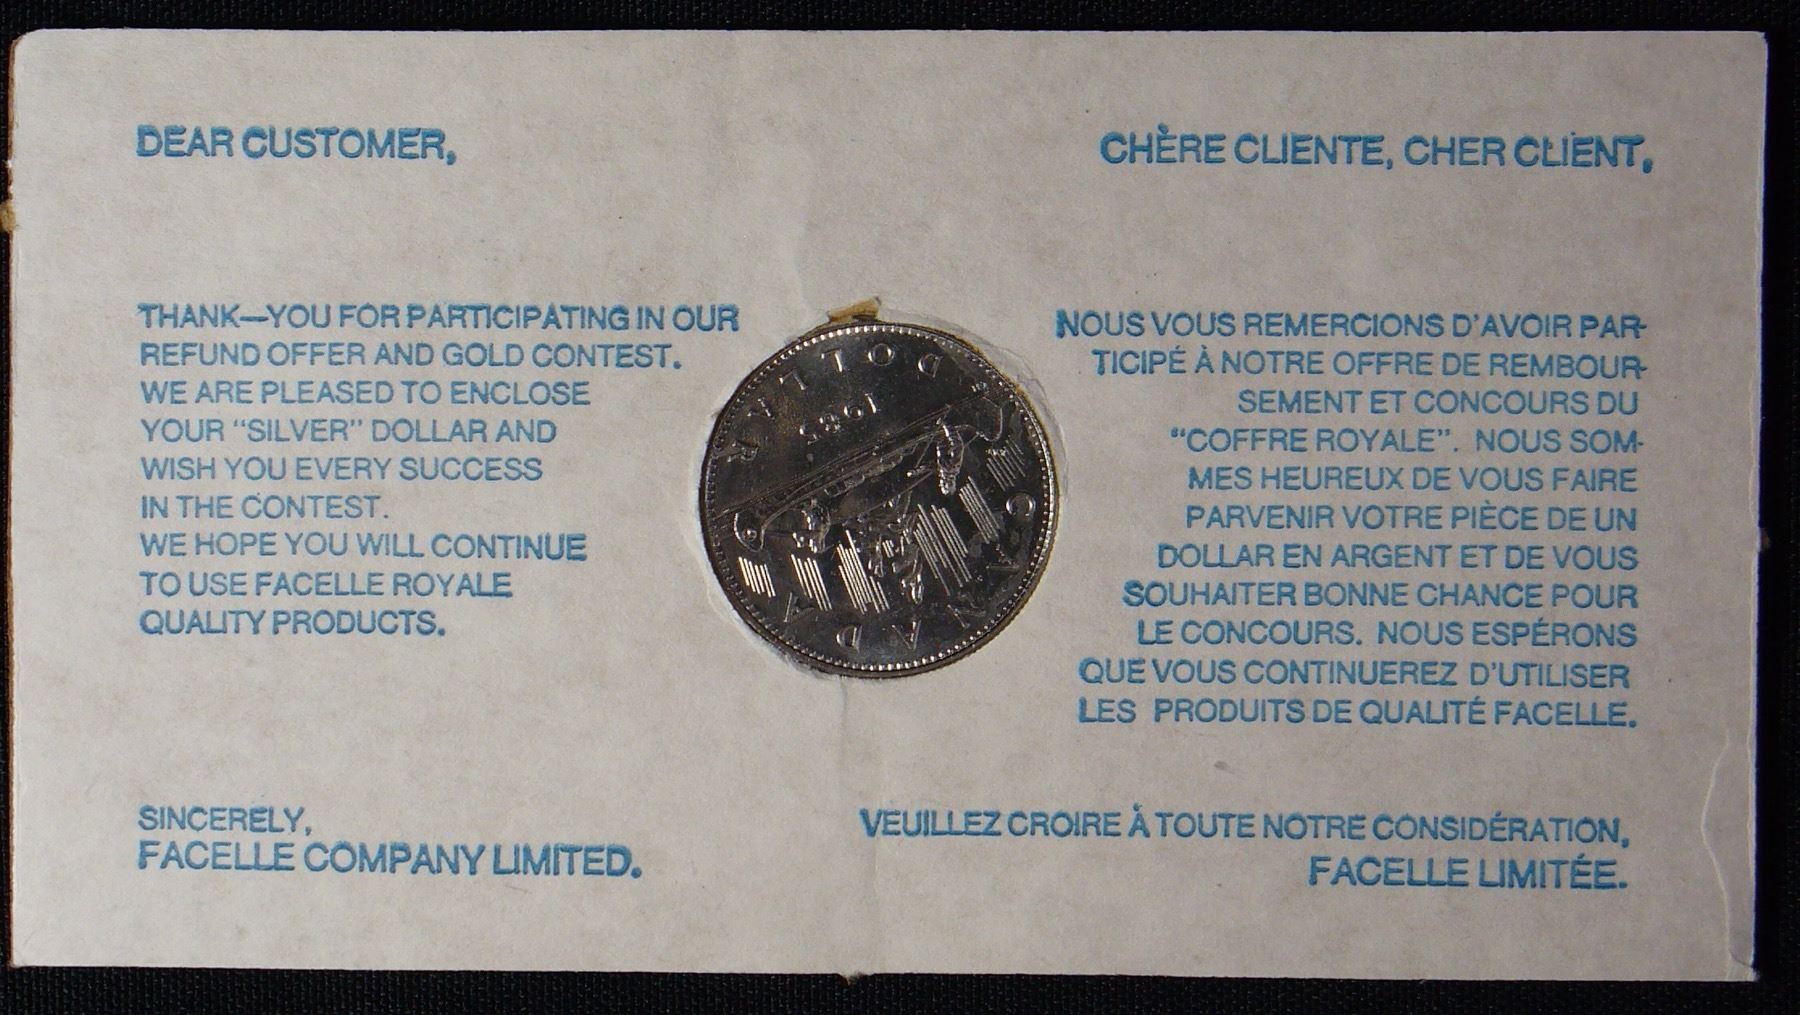 DEAR CUSTOMER,
THANK—YOU FOR PARTICIPATING IN OUR
REFUND OFFER AND GOLD CONTEST.
WE ARE PLEASED TO ENCLOSE
YOUR "SILVER" DOLLAR AND
WISH YOU EVERY SUCCESS
IN THE CONTEST.
WE HOPE YOU WILL CONTINUE
TO USE FACELLE ROYALE
QUALITY PRODUCTS.
SINCERELY,
FACELLE COMPANY LIMITED.
CANADA
1983
DOLLAR
CHÈRE CLIENTE, CHER CLIENT,
NOUS VOUS REMERCIONS D'AVOIR PAR-
TICIPÉ À NOTRE OFFRE DE REMBOUR-
SEMENT ET CONCOURS DU
"COFFRE ROYALE". NOUS SOM-
MES HEUREUX DE VOUS FAIRE
PARVENIR VOTRE PIÈCE DE UN
DOLLAR EN ARGENT ET DE VOUS
SOUHAITER BONNE CHANCE POUR
LE CONCOURS. NOUS ESPÉRONS
QUE VOUS CONTINUEREZ D'UTILISER
LES PRODUITS DE QUALITÉ FACELLE.
VEUILLEZ CROIRE À TOUTE NOTRE CONSIDÉRATION,
FACELLE LIMITÉE.